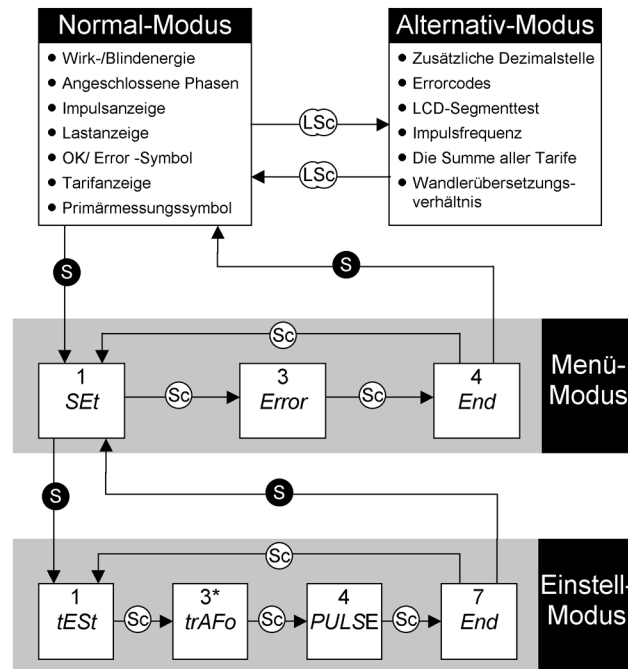 Normal-Modus
• Wirk-/Blindenergie
• Angeschlossene Phasen
• Impulsanzeige
• Lastanzeige
• OK/ Error -Symbol
• Tarifanzeige
• Primärmessungssymbol
LSc
LSc
Alternativ-Modus
• Zusätzliche Dezimalstelle
• Errorcodes
• LCD-Segmenttest
• Impulsfrequenz
• Die Summe aller Tarife
• Wandlerübersetzungs-
verhältnis
S
S
Sc
1
SEt
Sc
3
Error
Sc
4
End
Menü-
Modus
S
S
Sc
1
tESt
Sc
3*
trAFo
Sc
4
PULSE
Sc
7
End
Einstell-
Modus